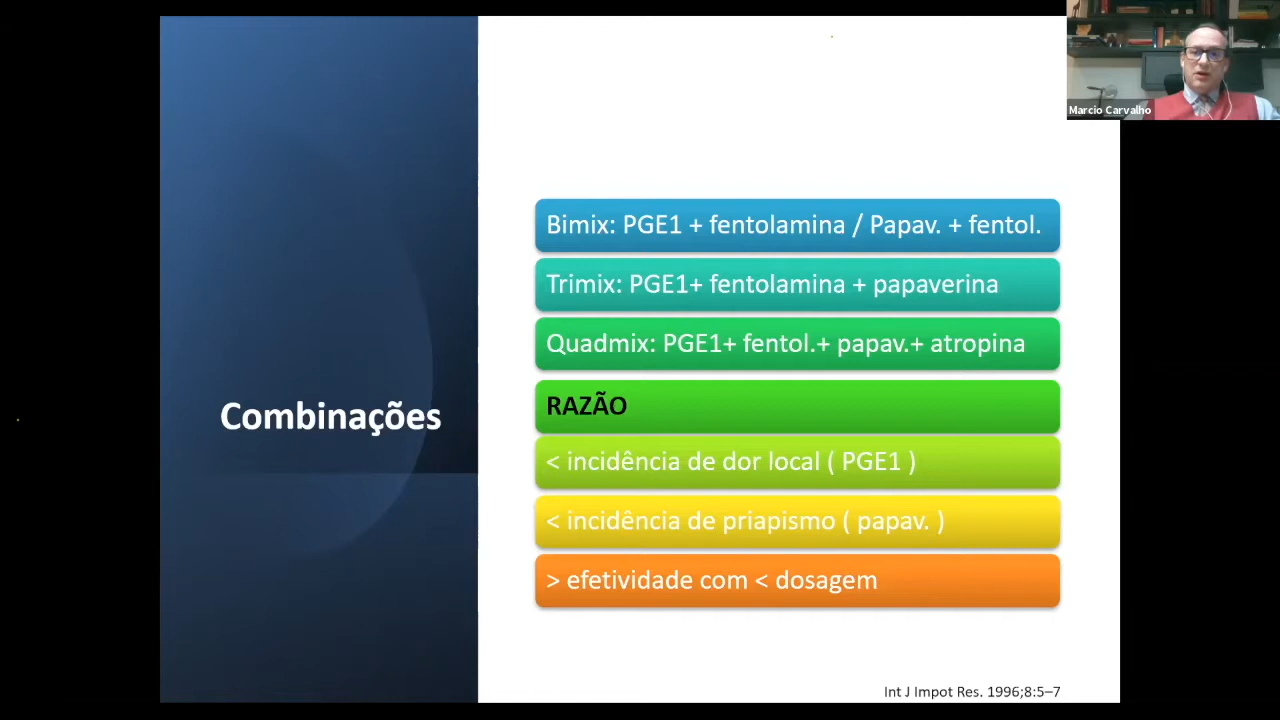 Marcio Carvalho
Combinações
Bimix: PGE1 + fentolamina / Papav. + fentol.
Trimix: PGE1+ fentolamina + papaverina
Quadmix: PGE1+ fentol.+ papav.+ atropina
RAZÃO
< incidência de dor local ( PGE1 )
< incidência de priapismo ( papav. )
> efetividade com < dosagem
Int J Impot Res. 1996;8:5–7